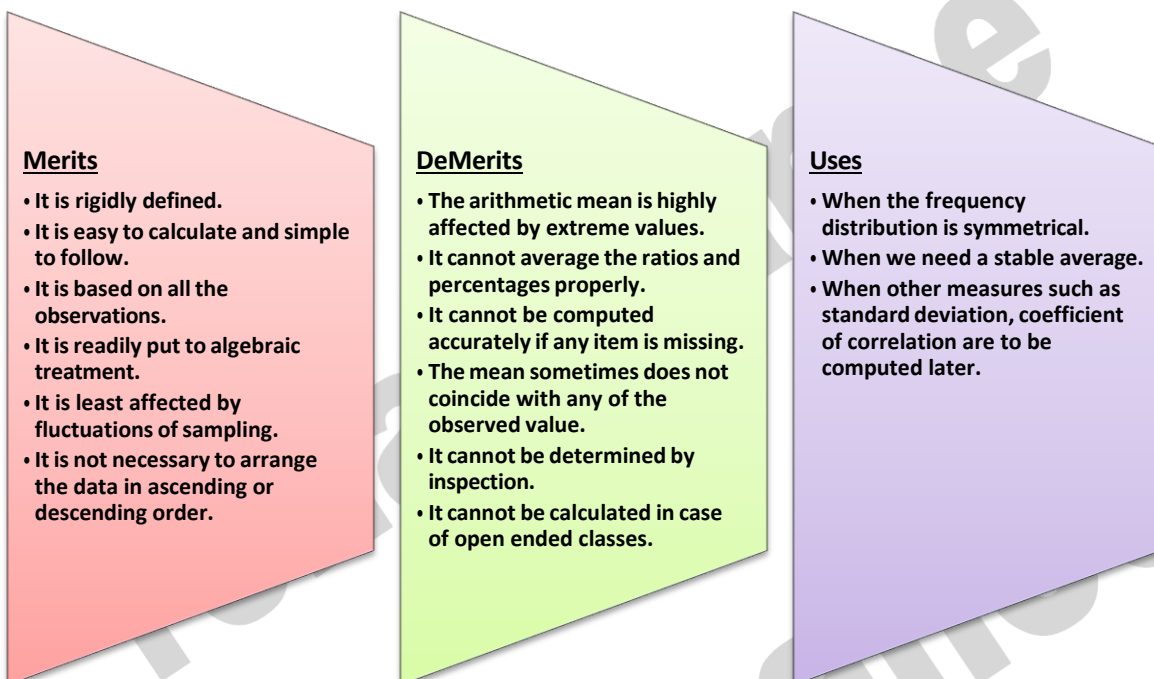 Merits
• It is rigidly defined.
• It is easy to calculate and simple
to follow.
• It is based on all the
observations.
• It is readily put to algebraic
treatment.
• It is least affected by
fluctuations of sampling.
• It is not necessary to arrange
the data in ascending or
descending order.
DeMerits
• The arithmetic mean is highly
affected by extreme values.
• It cannot average the ratios and
percentages properly.
• It cannot be computed
accurately if any item is missing.
• The mean sometimes does not
coincide with any of the
observed value.
• It cannot be determined by
inspection.
• It cannot be calculated in case
of open ended classes.
Uses
• When the frequency
distribution is symmetrical.
• When we need a stable average.
• When other measures such as
standard deviation, coefficient
of correlation are to be
computed later.